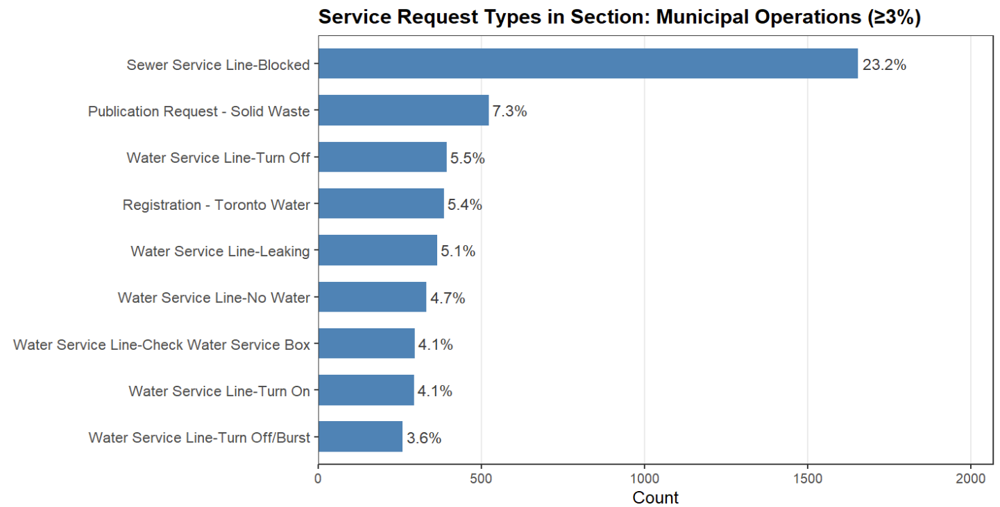 Service Request Types in Section: Municipal Operations (≥3%)
Sewer Service Line-Blocked 23.2%
Publication Request - Solid Waste 7.3%
Water Service Line-Turn Off 5.5%
Registration - Toronto Water 5.4%
Water Service Line-Leaking 5.1%
Water Service Line-No Water 4.7%
Water Service Line-Check Water Service Box 4.1%
Water Service Line-Turn On 4.1%
Water Service Line-Turn Off/Burst 3.6%
0 500 1000 1500 2000
Count